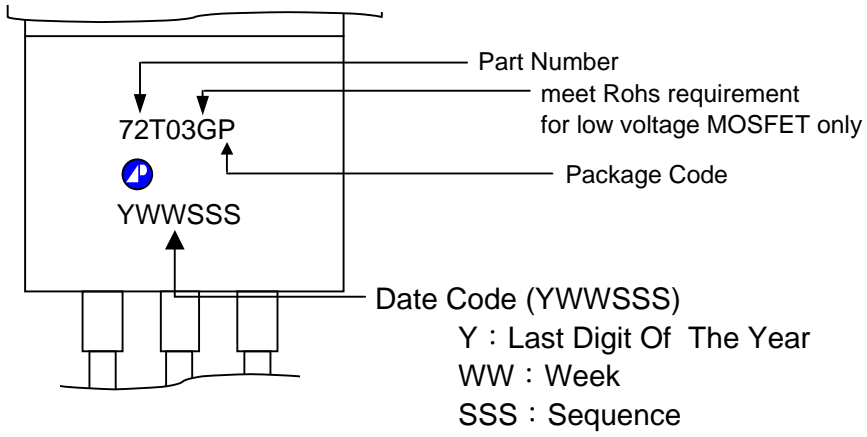 Part Number
meet Rohs requirement
for low voltage MOSFET only
72T03GP
Package Code
YWWSSS
Date Code (YWWSSS)
Y：Last Digit Of The Year
WW：Week
SSS：Sequence